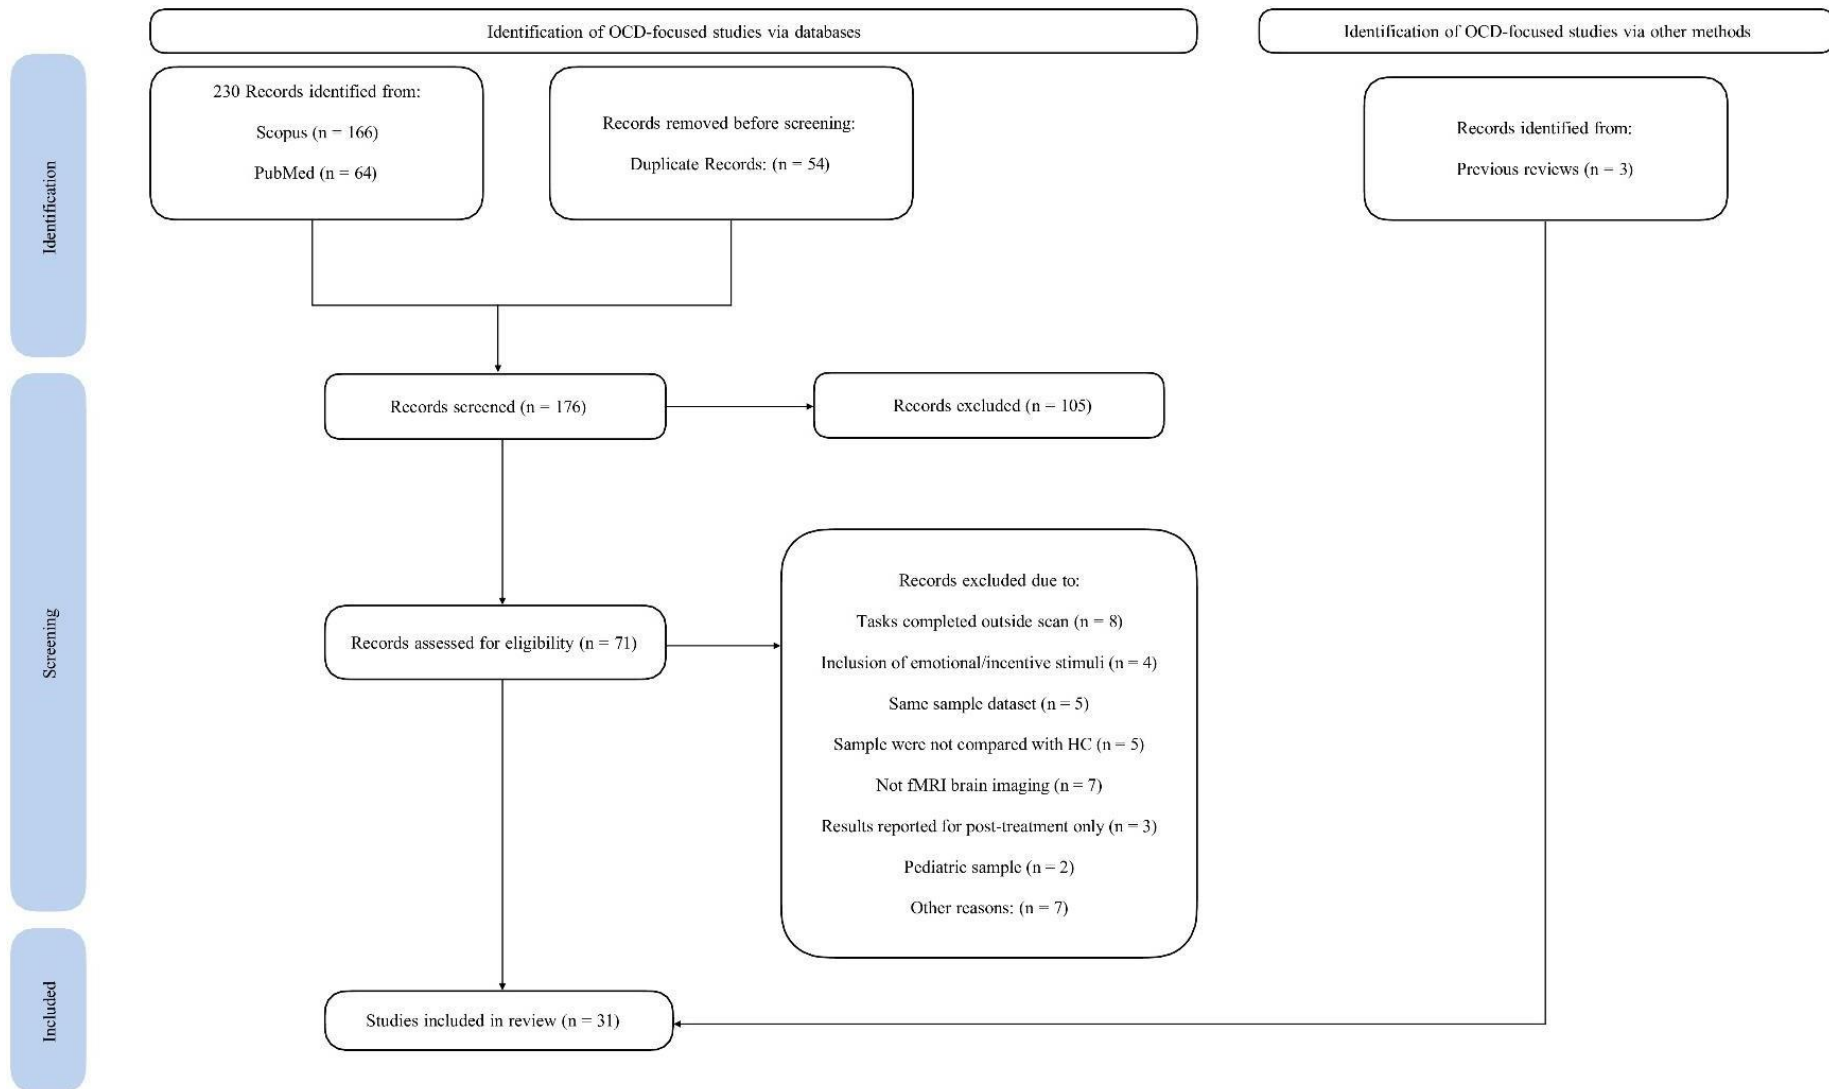 Identification of OCD-focused studies via databases
Identification of OCD-focused studies via other methods
Identification
230 Records identified from:
Scopus (n = 166)
PubMed (n = 64)
Records removed before screening:
Duplicate Records: (n = 54)
Records identified from:
Previous reviews (n = 3)
Screening
Records screened (n = 176)
Records excluded (n = 105)
Records assessed for eligibility (n = 71)
Records excluded due to:
Tasks completed outside scan (n = 8)
Inclusion of emotional/incentive stimuli (n = 4)
Same sample dataset (n = 5)
Sample were not compared with HC (n = 5)
Not fMRI brain imaging (n = 7)
Results reported for post-treatment only (n = 3)
Pediatric sample (n = 2)
Other reasons: (n = 7)
Included
Studies included in review (n = 31)